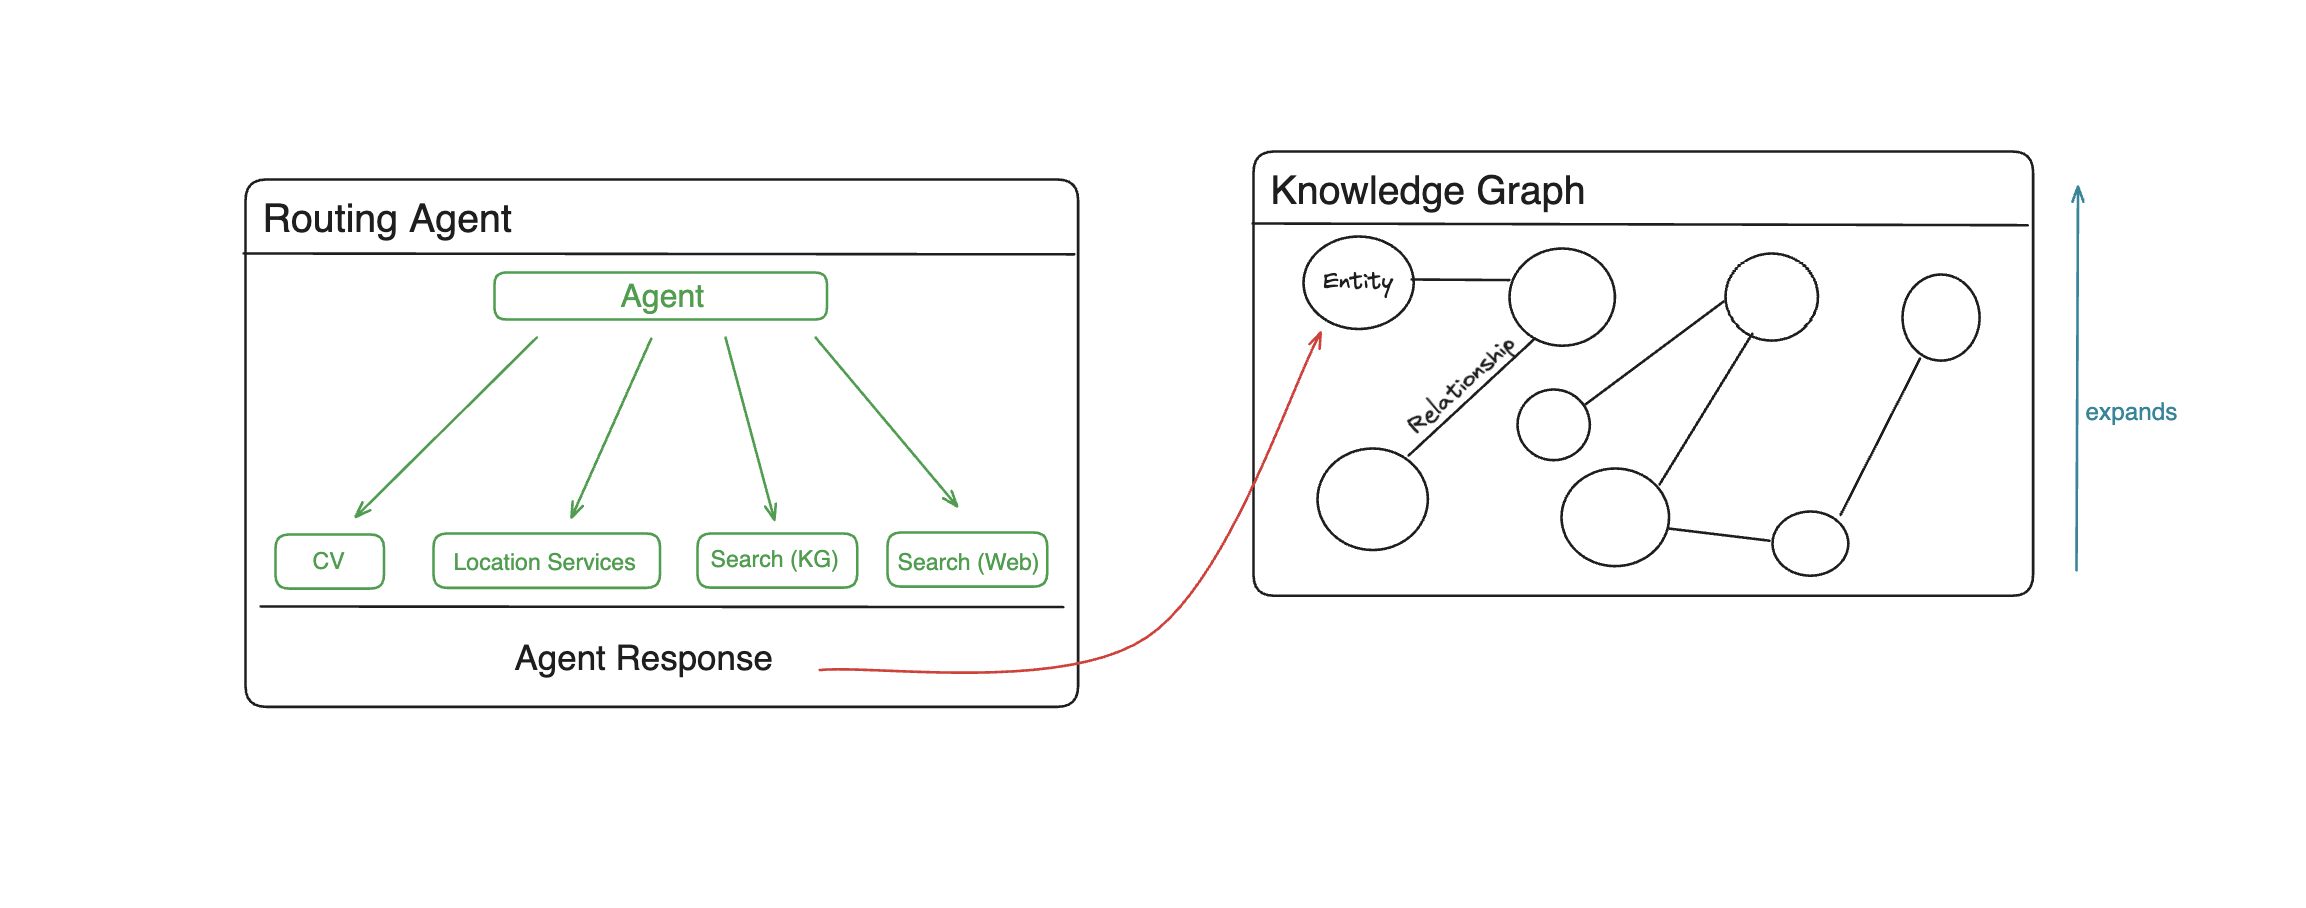 Routing Agent
Agent
CV
Location Services
Search (KG)
Search (Web)
Agent Response
Knowledge Graph
Entity
Relationship
expands